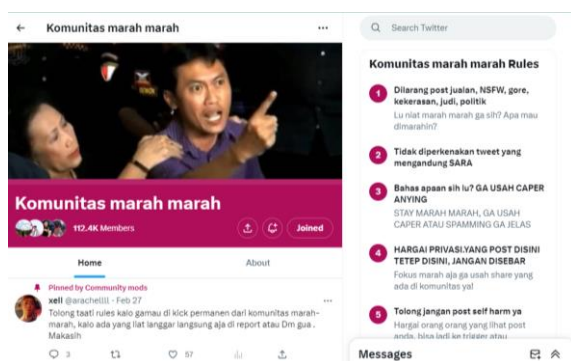 Komunitas marah marah
Komunitas marah marah
112.4K Members
Joined
Home
About
Pinned by Community mods
xell @arachellll · Feb 27
Tolong taati rules kalo gamau di kick permanen dari komunitas marah-
marah, kalo ada yang liat langgar langsung aja di report atau Dm gua .
Makasih
3
57
Search Twitter
Komunitas marah marah Rules
1
Dilarang post jualan, NSFW, gore,
kekerasan, judi, politik
Lu niat marah marah ga sih? Apa mau
dimarahin?
2
Tidak diperkenakan tweet yang
mengandung SARA
3
Bahas apaan sih lu? GA USAH CAPER
ANYING
STAY MARAH MARAH, GA USAH
CAPER ATAU SPAMMING GA JELAS
4
HARGAI PRIVASI.YANG POST DISINI
TETEP DISINI, JANGAN DISEBAR
Fokus marah aja ga usah share yang
ada di komunitas ya!
5
Tolong jangan post self harm ya
Hargai orang orang yang lihat post
anda, bisa jadi ke trigger atau
Messages